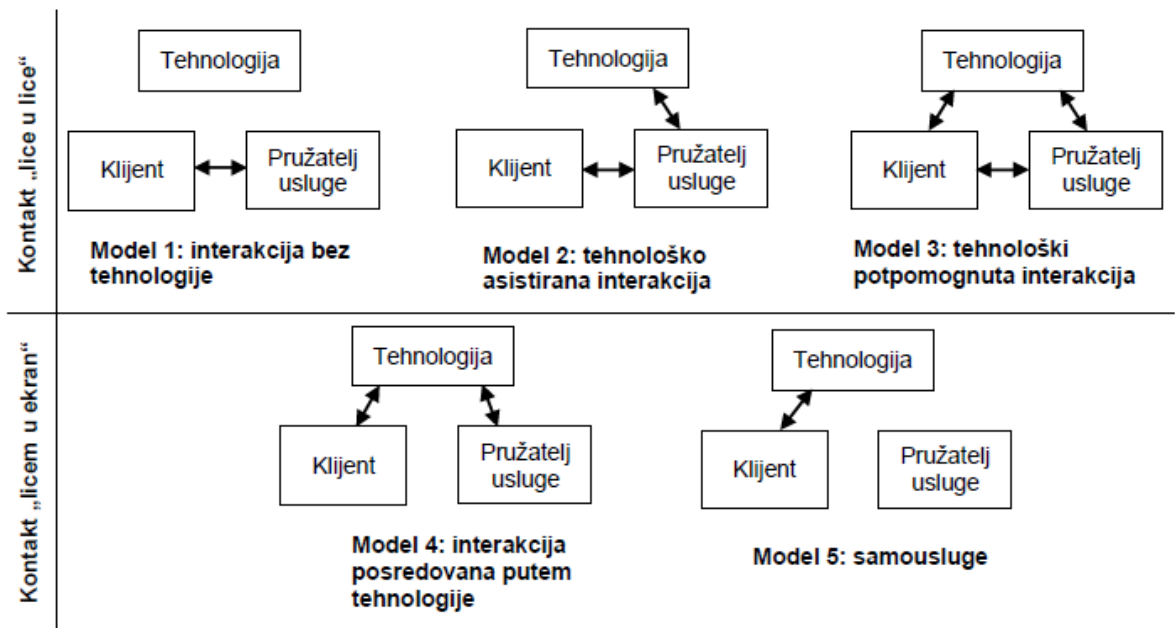 Kontakt „lice u lice“
Tehnologija
Klijent
Pružatelj
usluge
Model 1: interakcija bez
tehnologije
Tehnologija
Klijent
Pružatelj
usluge
Model 2: tehnološko
asistirana interakcija
Tehnologija
Klijent
Pružatelj
usluge
Model 3: tehnološki
potpomognuta interakcija
Kontakt „licem u ekran“
Tehnologija
Klijent
Pružatelj
usluge
Model 4: interakcija
posredovana putem
tehnologije
Tehnologija
Klijent
Pružatelj
usluge
Model 5: samousluge